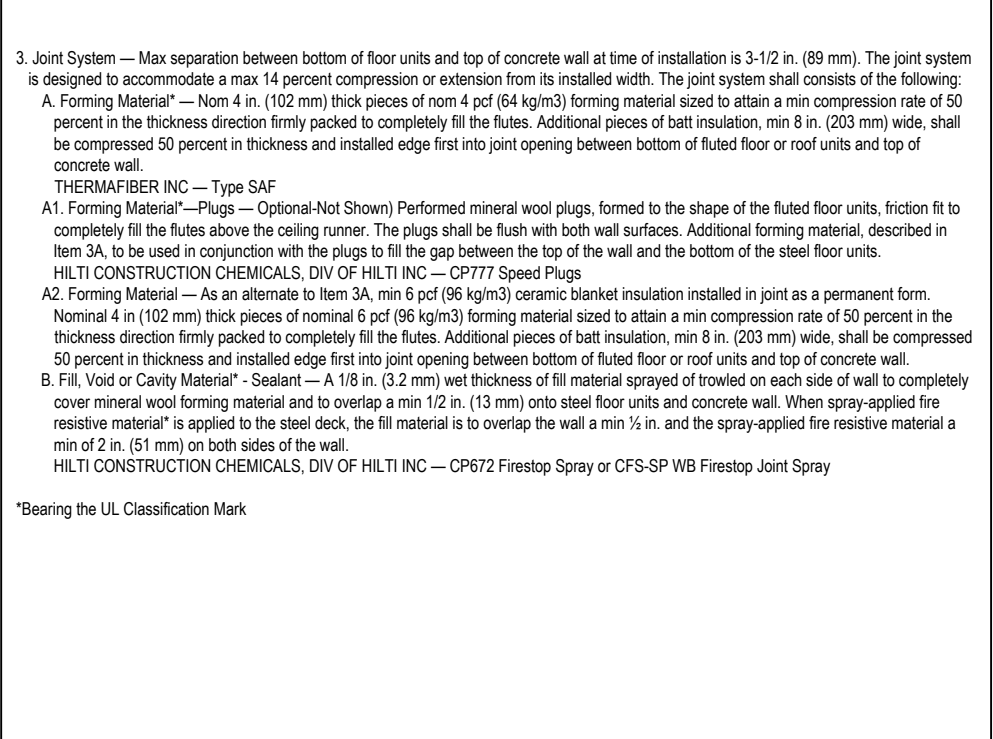 3. Joint System — Max separation between bottom of floor units and top of concrete wall at time of installation is 3-1/2 in. (89 mm). The joint system
is designed to accommodate a max 14 percent compression or extension from its installed width. The joint system shall consists of the following:
A. Forming Material* — Nom 4 in. (102 mm) thick pieces of nom 4 pcf (64 kg/m3) forming material sized to attain a min compression rate of 50
percent in the thickness direction firmly packed to completely fill the flutes. Additional pieces of batt insulation, min 8 in. (203 mm) wide, shall
be compressed 50 percent in thickness and installed edge first into joint opening between bottom of fluted floor or roof units and top of
concrete wall.
THERMAFIBER INC — Type SAF
A1. Forming Material*—Plugs — Optional-Not Shown) Performed mineral wool plugs, formed to the shape of the fluted floor units, friction fit to
completely fill the flutes above the ceiling runner. The plugs shall be flush with both wall surfaces. Additional forming material, described in
Item 3A, to be used in conjunction with the plugs to fill the gap between the top of the wall and the bottom of the steel floor units.
HILTI CONSTRUCTION CHEMICALS, DIV OF HILTI INC — CP777 Speed Plugs
A2. Forming Material — As an alternate to Item 3A, min 6 pcf (96 kg/m3) ceramic blanket insulation installed in joint as a permanent form.
Nominal 4 in (102 mm) thick pieces of nominal 6 pcf (96 kg/m3) forming material sized to attain a min compression rate of 50 percent in the
thickness direction firmly packed to completely fill the flutes. Additional pieces of batt insulation, min 8 in. (203 mm) wide, shall be compressed
50 percent in thickness and installed edge first into joint opening between bottom of fluted floor or roof units and top of concrete wall.
B. Fill, Void or Cavity Material* - Sealant — A 1/8 in. (3.2 mm) wet thickness of fill material sprayed of trowled on each side of wall to completely
cover mineral wool forming material and to overlap a min 1/2 in. (13 mm) onto steel floor units and concrete wall. When spray-applied fire
resistive material* is applied to the steel deck, the fill material is to overlap the wall a min ½ in. and the spray-applied fire resistive material a
min of 2 in. (51 mm) on both sides of the wall.
HILTI CONSTRUCTION CHEMICALS, DIV OF HILTI INC — CP672 Firestop Spray or CFS-SP WB Firestop Joint Spray
*Bearing the UL Classification Mark